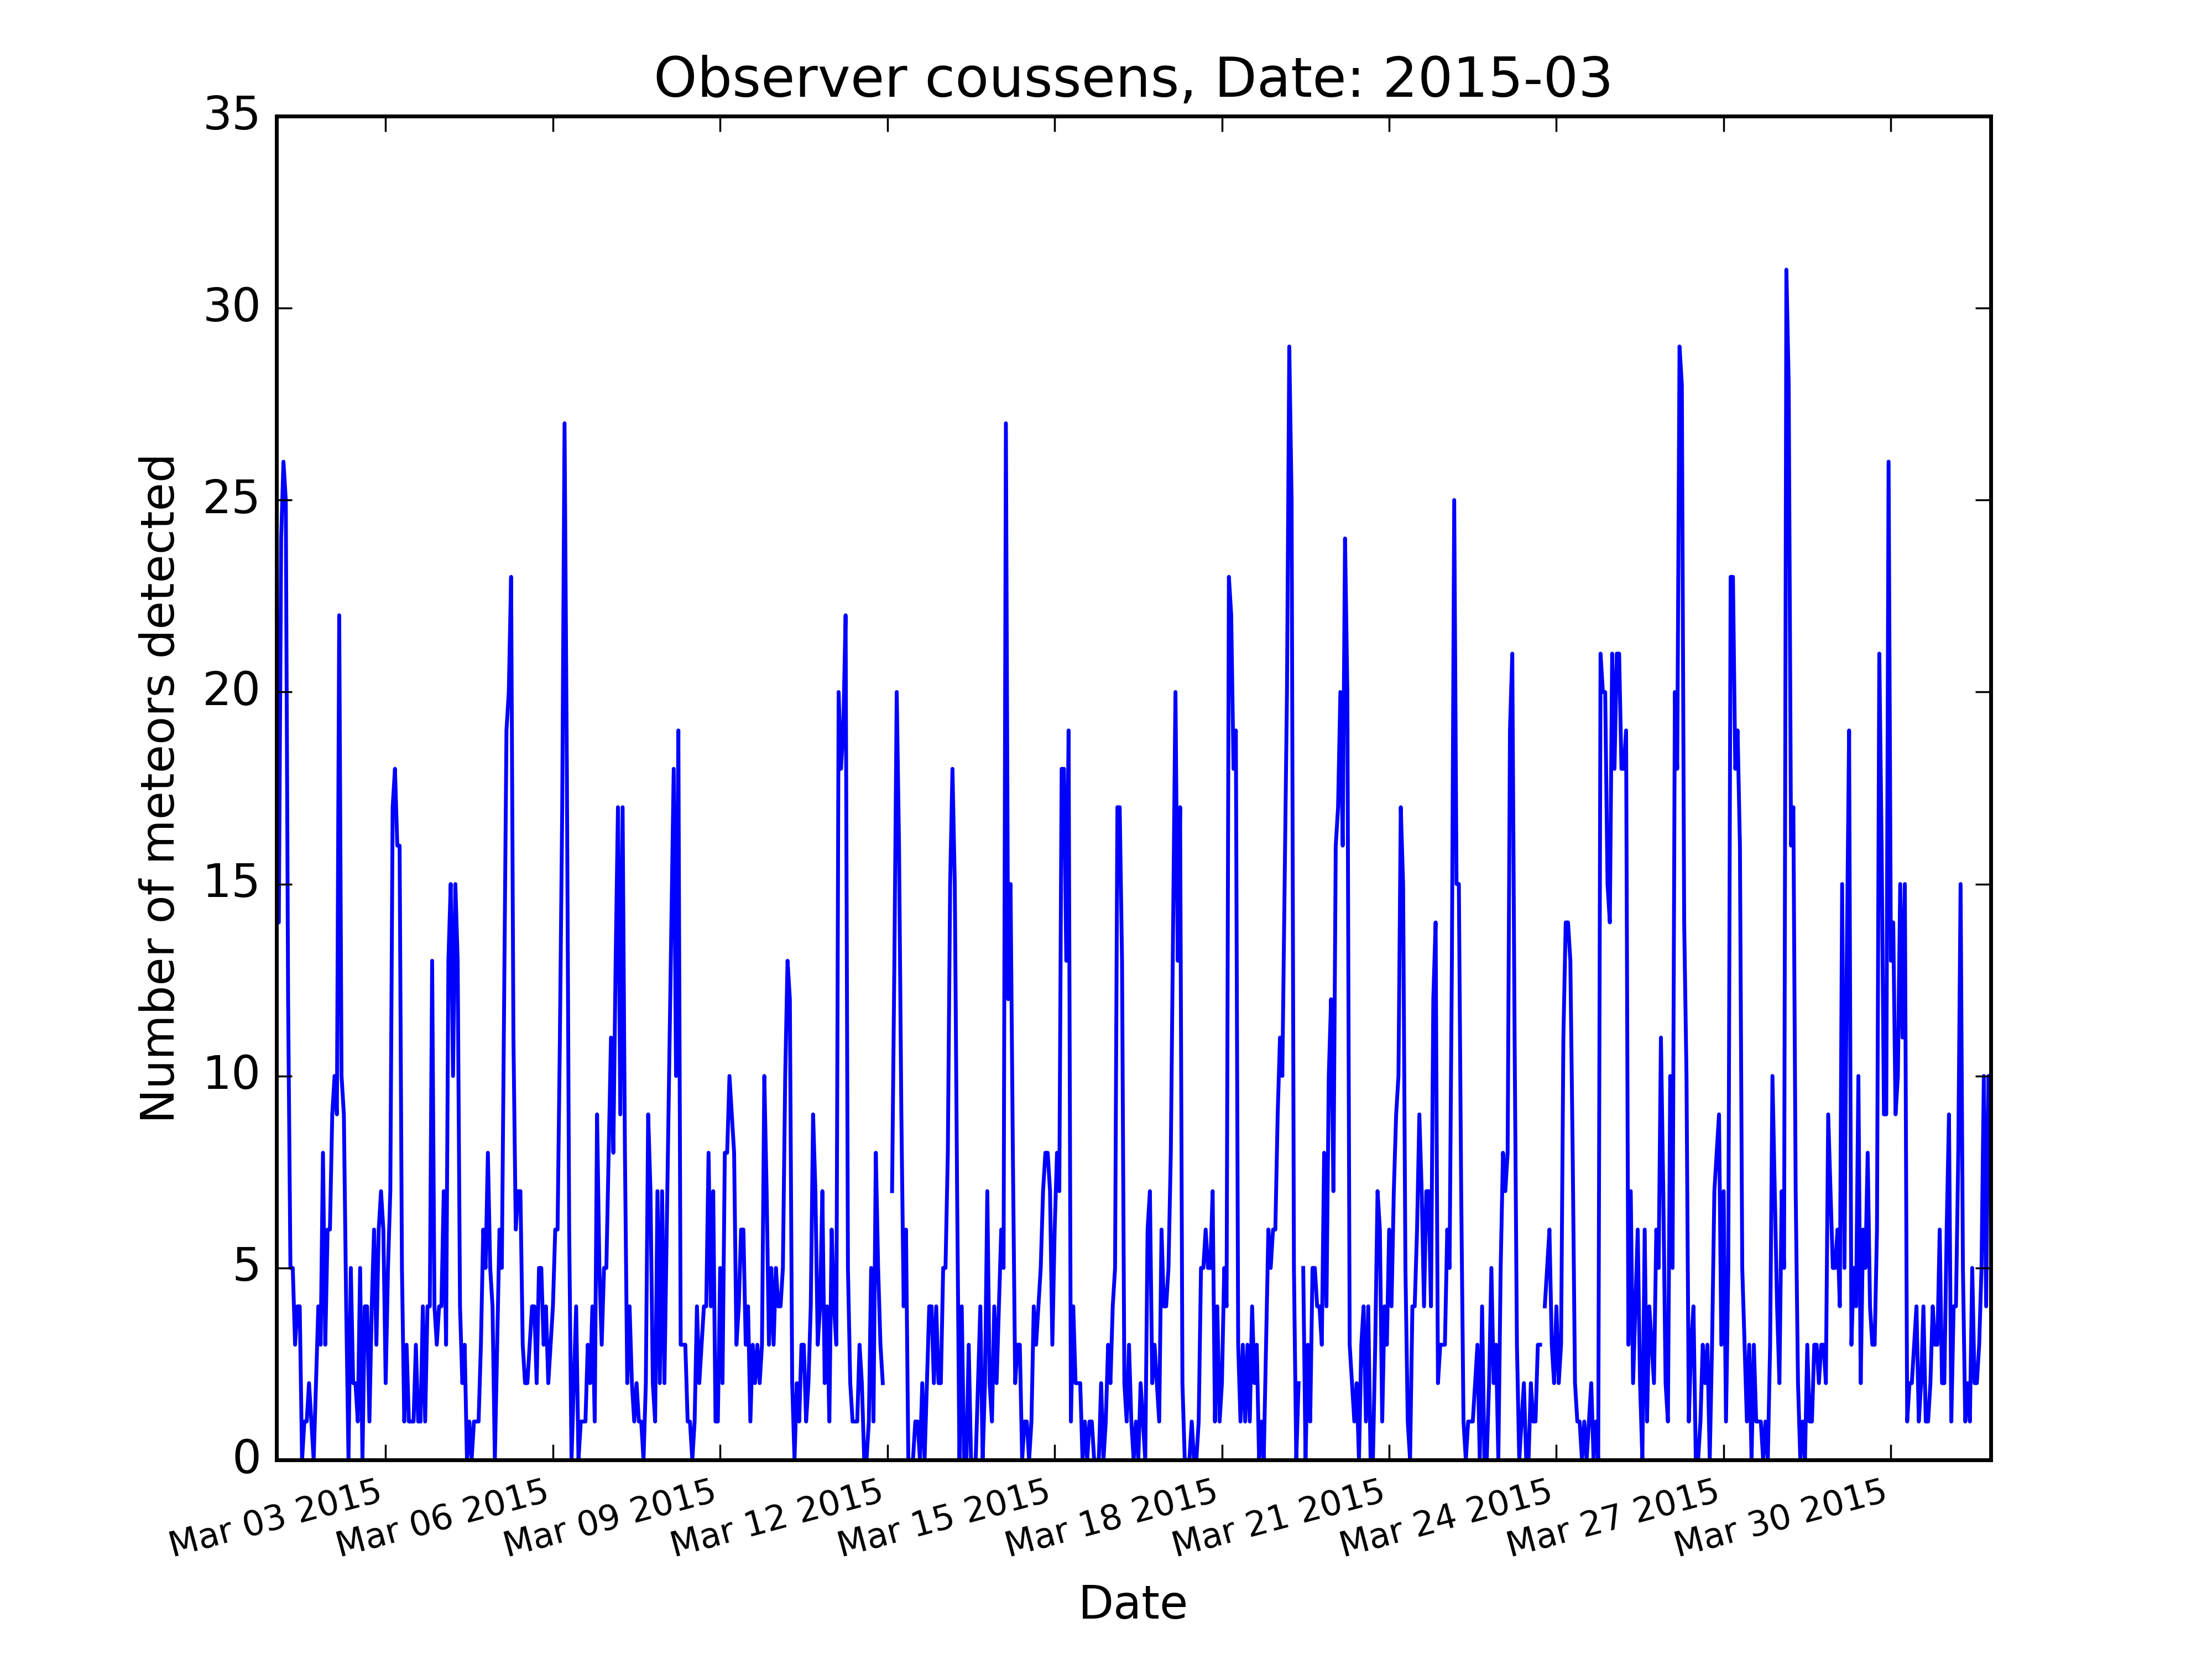 Observer coussens, Date: 2015-03
35
30
25
20
15
10
5
0
Number of meteors detected
Mar 03 2015
Mar 06 2015
Mar 09 2015
Mar 12 2015
Mar 15 2015
Mar 18 2015
Mar 21 2015
Mar 24 2015
Mar 27 2015
Mar 30 2015
Date